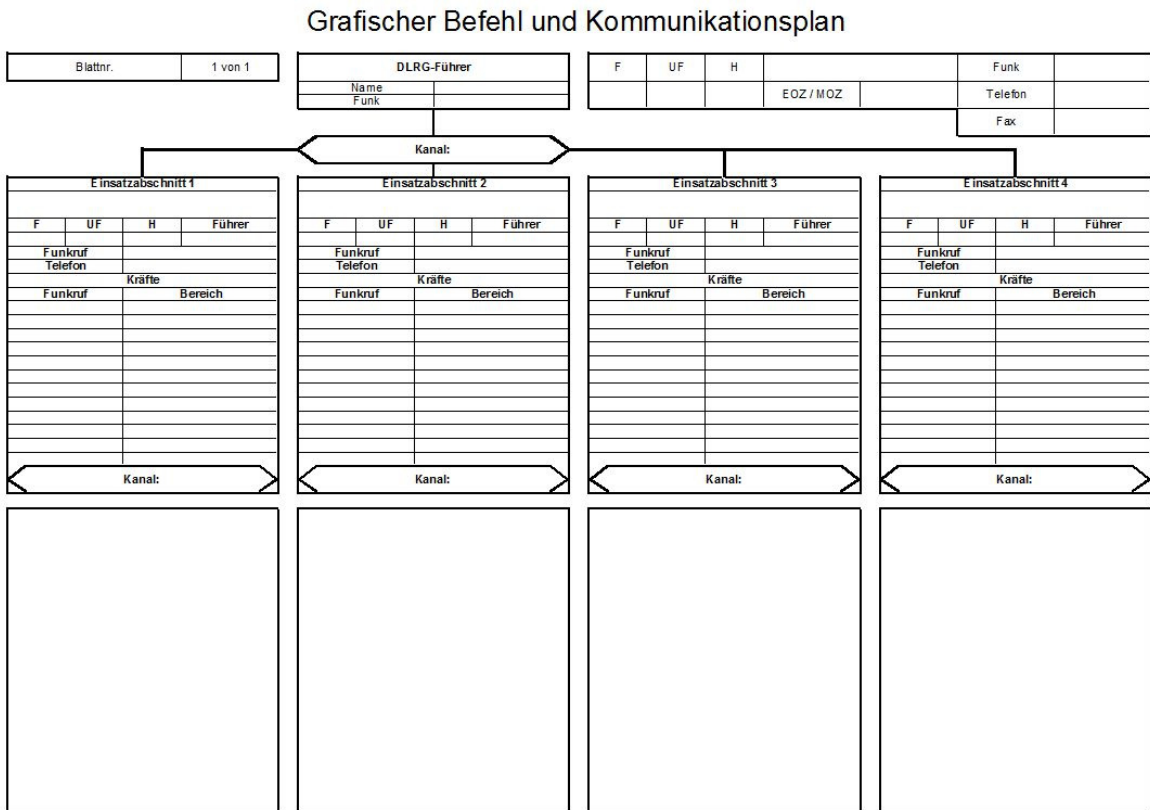 Grafischer Befehl und Kommunikationsplan
Blattnr. 1 von 1 DLRG-Führer F UF H Funk
Name EOZ / MOZ Telefon
Funk
Fax
Kanal:
Einsatzabschnitt 1 Einsatzabschnitt 2 Einsatzabschnitt 3 Einsatzabschnitt 4
F UF H Führer F UF H Führer F UF H Führer F UF H Führer
Funkruf Funkruf Funkruf Funkruf
Telefon Telefon Telefon Telefon
Kräfte Kräfte Kräfte Kräfte
Funkruf Bereich Funkruf Bereich Funkruf Bereich Funkruf Bereich
Kanal: Kanal: Kanal: Kanal: